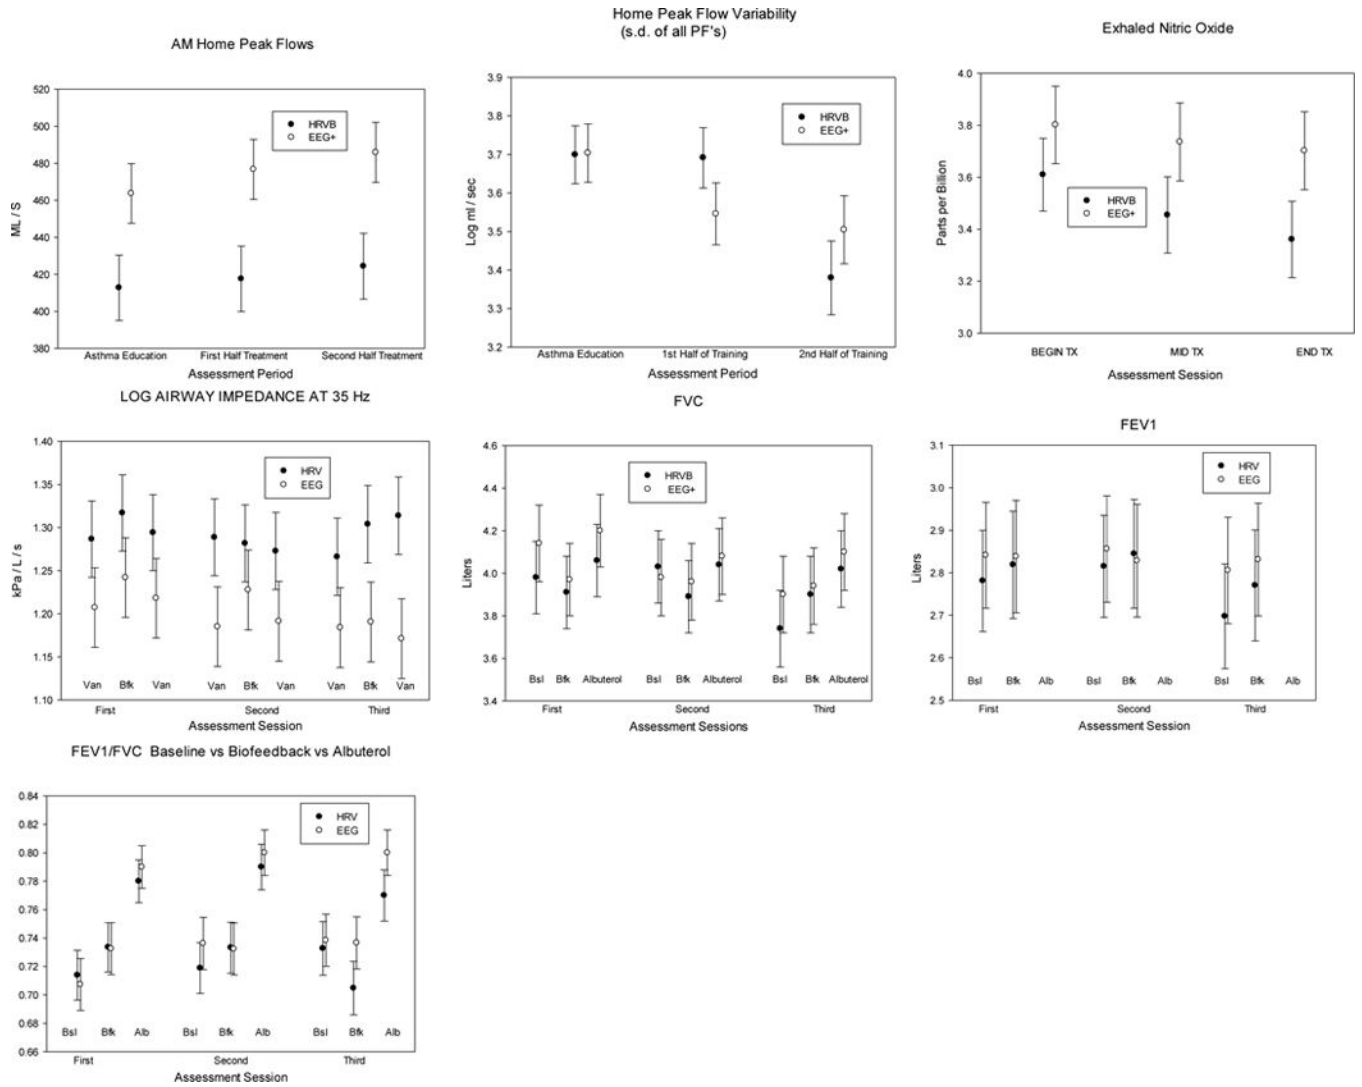 AM Home Peak Flows
520
500
480
460
440
420
400
380
ML / S
HRVB
EEG+
Asthma Education First Half Treatment Second Half Treatment
Assessment Period
Home Peak Flow Variability
(s.d. of all PF's)
3.9
3.8
3.7
3.6
3.5
3.4
3.3
3.2
Log ml / sec
HRVB
EEG+
Asthma Education 1st Half of Training 2nd Half of Training
Assessment Period
Exhaled Nitric Oxide
4.0
3.8
3.6
3.4
3.2
3.0
Parts per Billion
HRVB
EEG+
BEGIN TX MID TX END TX
Assessment Session
LOG AIRWAY IMPEDANCE AT 35 Hz
1.40
1.35
1.30
1.25
1.20
1.15
1.10
kPa / L / s
HRV
EEG
Van Bfk Van Van Bfk Van Van Bfk Van
First Second Third
Assessment Session
FVC
4.6
4.4
4.2
4.0
3.8
3.6
3.4
Liters
HRVB
EEG+
Bsl Bfk Albuterol Bsl Bfk Albuterol Bsl Bfk Albuterol
First Second Third
Assessment Sessions
FEV1
3.1
3.0
2.9
2.8
2.7
2.6
2.5
Liters
HRV
EEG
Bsl Bfk Alb Bsl Bfk Alb Bsl Bfk Alb
First Second Third
Assessment Session
FEV1/FVC Baseline vs Biofeedback vs Albuterol
0.84
0.82
0.80
0.78
0.76
0.74
0.72
0.70
0.68
0.66
HRV
EEG
Bsl Bfk Alb Bsl Bfk Alb Bsl Bfk Alb
First Second Third
Assessment Session